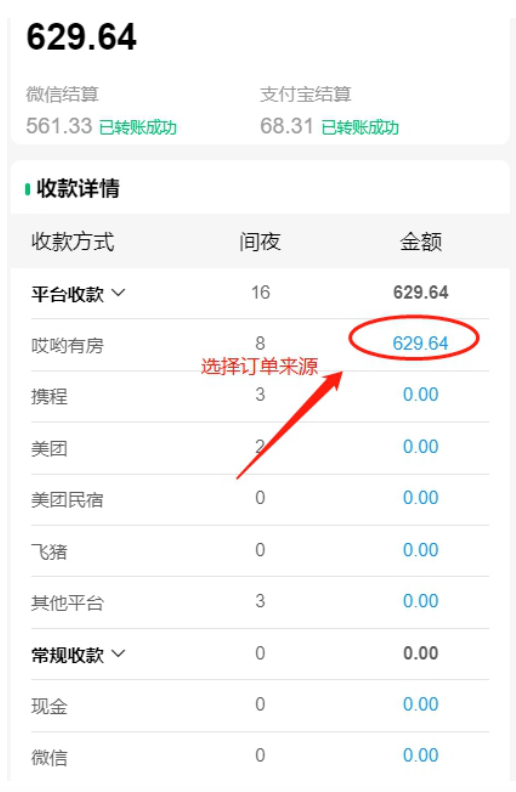 629.64
微信结算 支付宝结算
561.33 已转账成功 68.31 已转账成功
收款详情
收款方式 间夜 金额
平台收款 16 629.64
哎哟有房 8 629.64
选择订单来源
携程 3 0.00
美团 2 0.00
美团民宿 0 0.00
飞猪 0 0.00
其他平台 3 0.00
常规收款 0 0.00
现金 0 0.00
微信 0 0.00